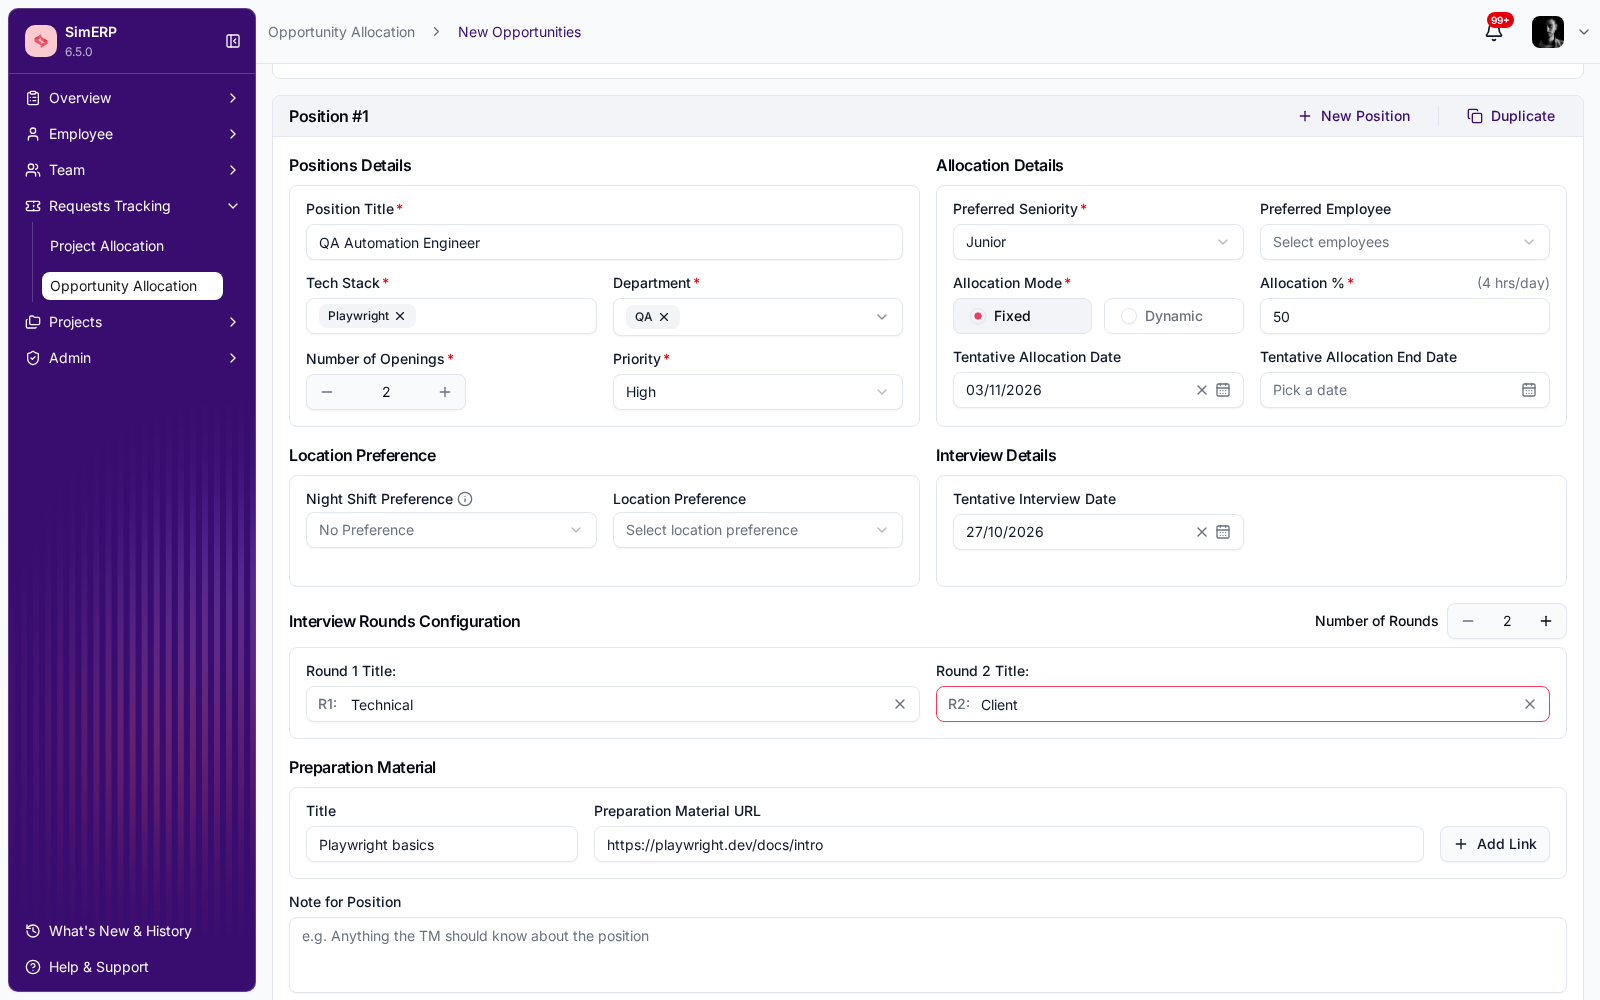 SimERP
6.5.0
Overview
Employee
Team
Requests Tracking
Project Allocation
Opportunity Allocation
Projects
Admin
What's New & History
Help & Support
Opportunity Allocation > New Opportunities
99+
Position #1
New Position
Duplicate
Positions Details
Position Title*
QA Automation Engineer
Tech Stack*
Playwright
Department*
QA
Number of Openings*
2
Priority*
High
Allocation Details
Preferred Seniority*
Junior
Preferred Employee
Select employees
Allocation Mode*
Fixed
Dynamic
Allocation %* (4 hrs/day)
50
Tentative Allocation Date
03/11/2026
Tentative Allocation End Date
Pick a date
Location Preference
Night Shift Preference
No Preference
Location Preference
Select location preference
Interview Details
Tentative Interview Date
27/10/2026
Interview Rounds Configuration
Number of Rounds
2
Round 1 Title:
R1: Technical
Round 2 Title:
R2: Client
Preparation Material
Title
Playwright basics
Preparation Material URL
https://playwright.dev/docs/intro
Add Link
Note for Position
e.g. Anything the TM should know about the position